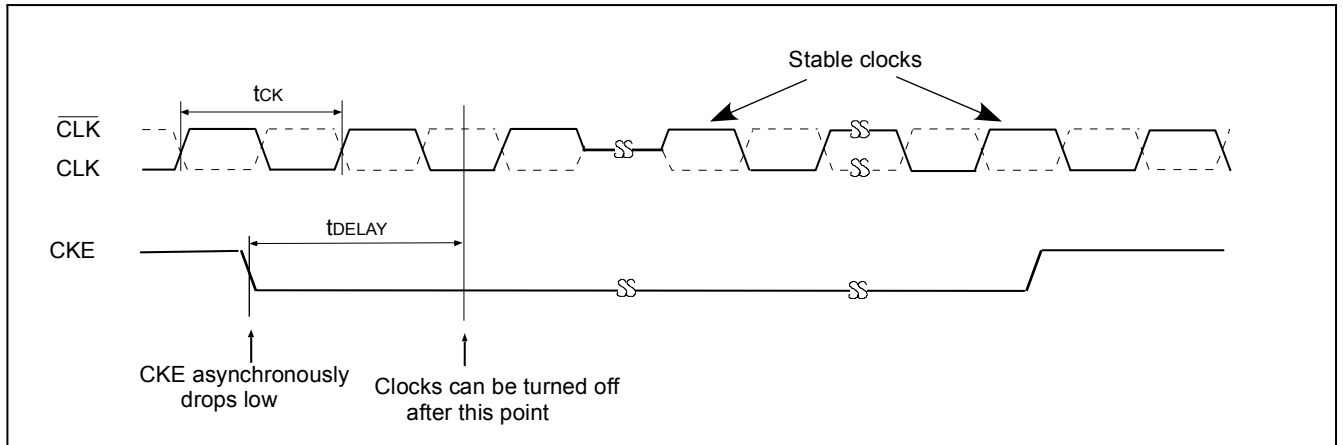 Stable clocks
tCK
CLK
CLK
tDELAY
CKE
CKE asynchronously
drops low
Clocks can be turned off
after this point